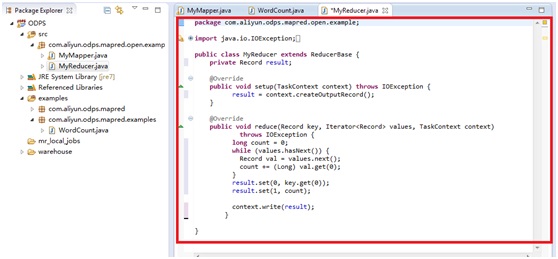 Package Explorer
ODPS
src
com.aliyun.odps.mapred.open.examp
MyMapper.java
MyReducer.java
JRE System Library [jre7]
Referenced Libraries
examples
com.aliyun.odps.mapred
com.aliyun.odps.mapred.examples
WordCount.java
mr_local_jobs
warehouse
MyMapper.java WordCount.java *MyReducer.java
package com.aliyun.odps.mapred.open.example;
import java.io.IOException;
public class MyReducer extends ReducerBase {
private Record result;
@Override
public void setup(TaskContext context) throws IOException {
result = context.createOutputRecord();
}
@Override
public void reduce(Record key, Iterator<Record> values, TaskContext context)
throws IOException {
long count = 0;
while (values.hasNext()) {
Record val = values.next();
count += (Long) val.get(0);
}
result.set(0, key.get(0));
result.set(1, count);
context.write(result);
}
}